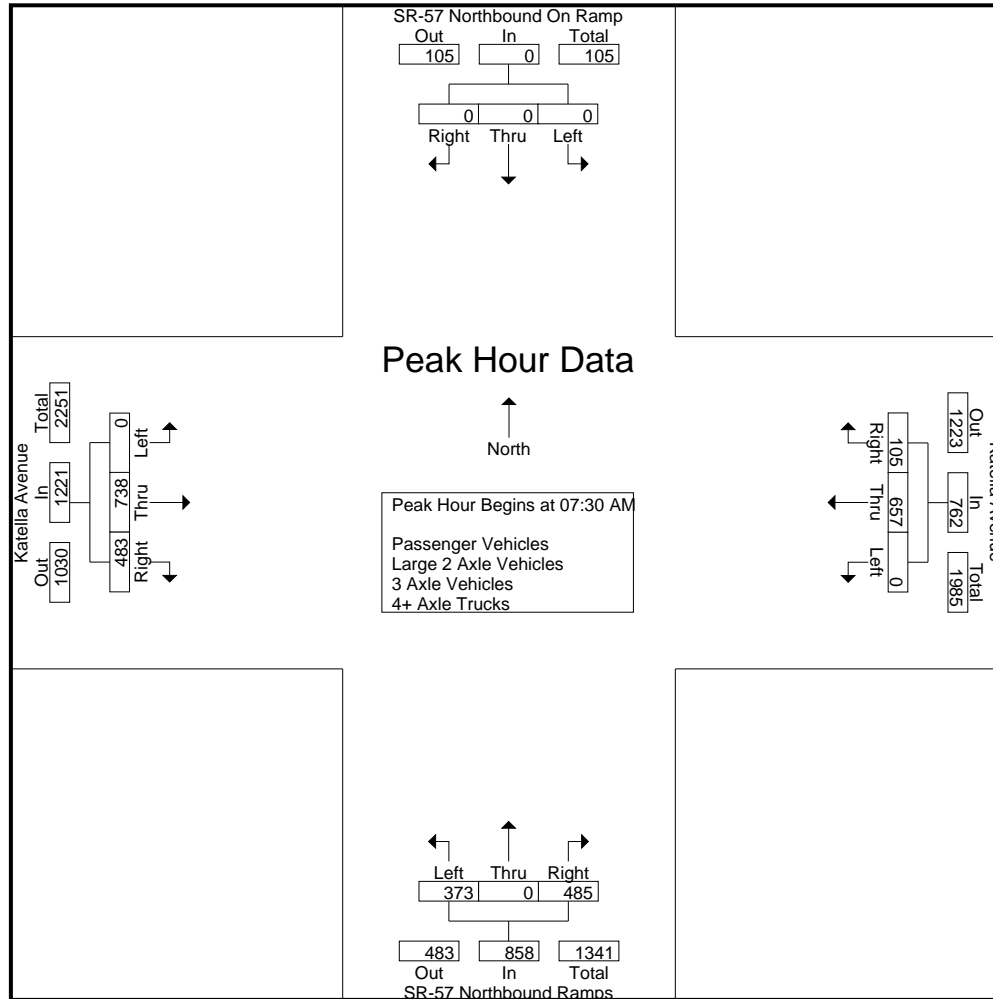 SR-57 Northbound On Ramp
Out In Total
105 0 105
0 0 0
Right Thru Left
Peak Hour Data
North
Peak Hour Begins at 07:30 AM
Passenger Vehicles
Large 2 Axle Vehicles
3 Axle Vehicles
4+ Axle Trucks
Katella Avenue
Total In Out
2251 1221 1030
0 738 483
Left Thru Right
Out In Total
1223 762 1985
105 657 0
Right Thru Left
Left Thru Right
373 0 485
483 858 1341
Out In Total
SR-57 Northbound Ramps